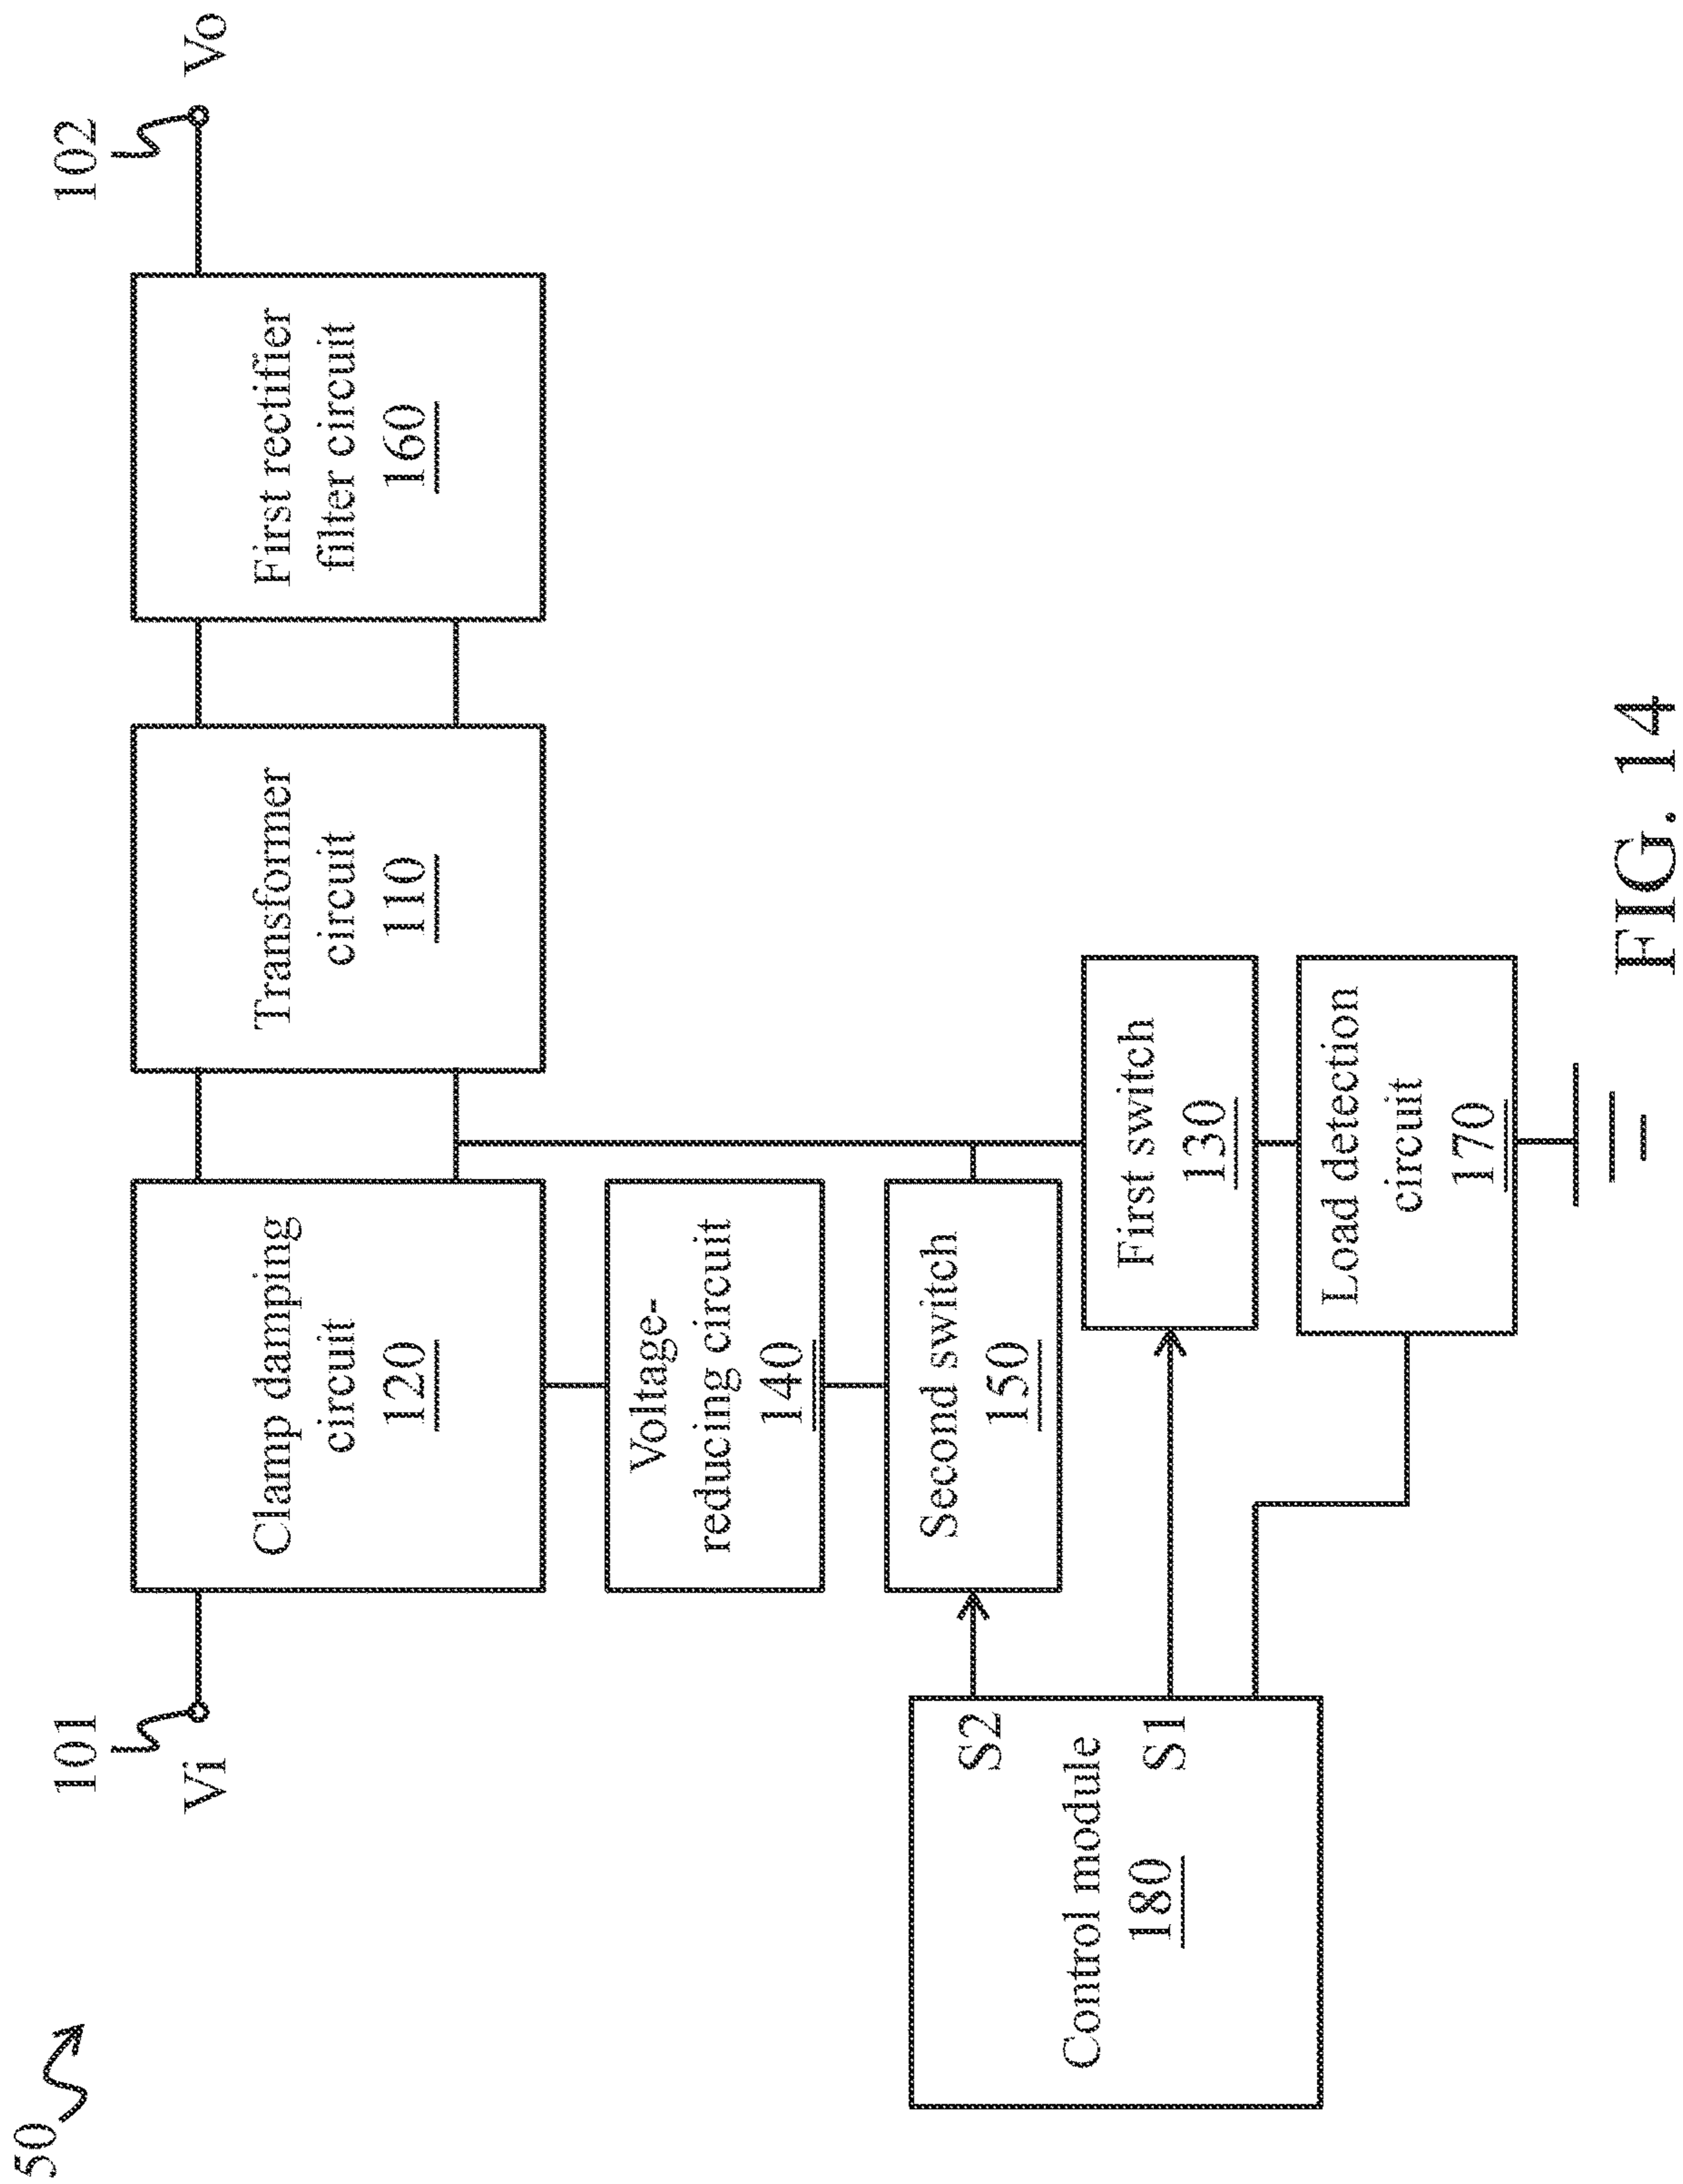 50
101
Vi
102
Vo
Clamp damping
circuit
120
Transformer
circuit
110
First rectifier
filter circuit
160
Voltage-
reducing circuit
140
Second switch
150
First switch
130
Load detection
circuit
170
Control module
180
S2
S1
FIG. 14